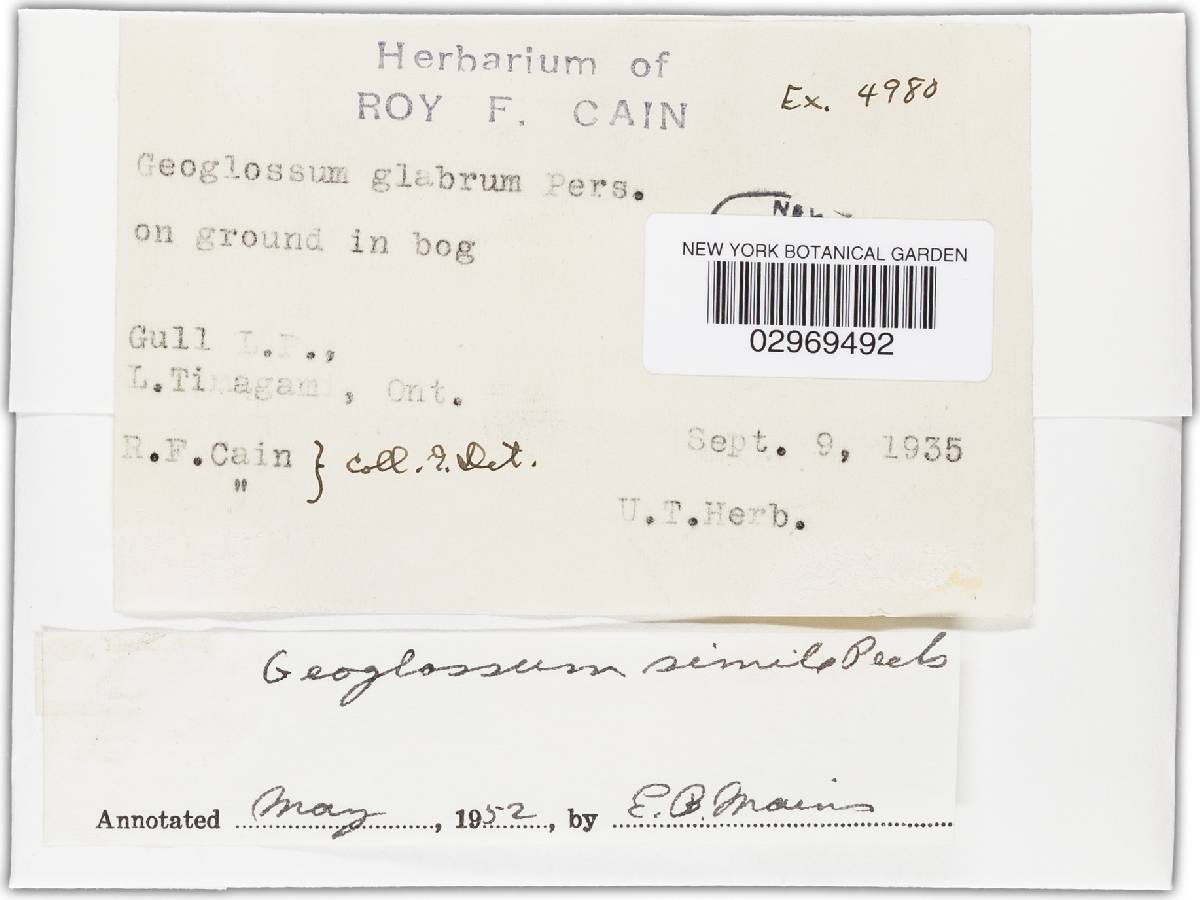 Herbarium of
ROY F. CAIN
Ex. 4980
Geoglossum glabrum Pers.
on ground in bog
NEW YORK BOTANICAL GARDEN
02969492
Gull L.P.,
L.Timagami, Ont.
R.F.Cain } Coll. & Det.
"
Sept. 9, 1935
U.T.Herb.
Geoglossum simile Peck
Annotated May, 1952, by E.B. Mains